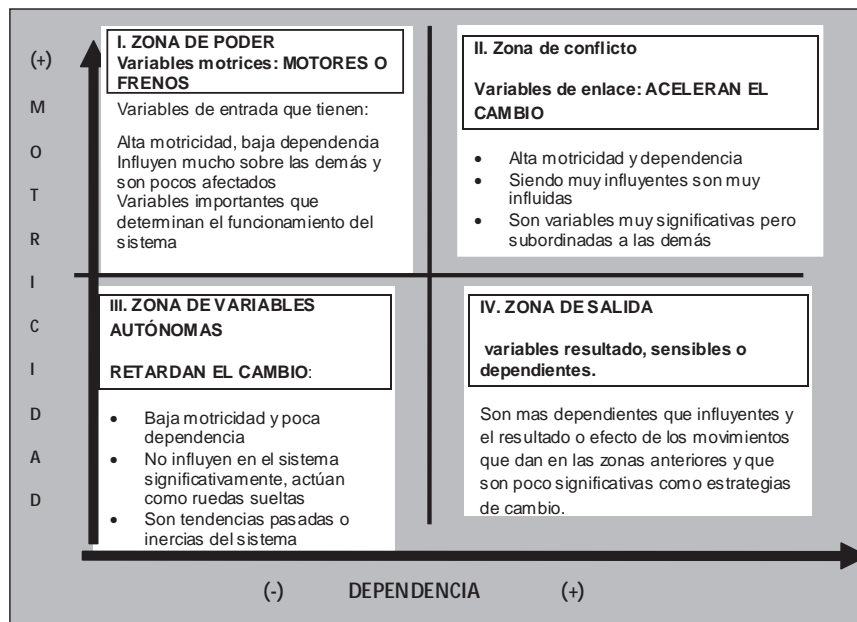 (+)
M
O
T
R
I
C
I
D
A
D
I. ZONA DE PODER
Variables motrices: MOTORES O
FRENOS
Variables de entrada que tienen:
Alta motricidad, baja dependencia
Influyen mucho sobre las demás y
son pocos afectados
Variables importantes que
determinan el funcionamiento del
sistema
II. Zona de conflicto
Variables de enlace: ACELERAN EL
CAMBIO
• Alta motricidad y dependencia
• Siendo muy influyentes son muy
influidas
• Son variables muy significativas pero
subordinadas a las demás
III. ZONA DE VARIABLES
AUTÓNOMAS
RETARDAN EL CAMBIO:
• Baja motricidad y poca
dependencia
• No influyen en el sistema
significativamente, actúan
como ruedas sueltas
• Son tendencias pasadas o
inercias del sistema
IV. ZONA DE SALIDA
variables resultado, sensibles o
dependientes.
Son mas dependientes que influyentes y
el resultado o efecto de los movimientos
que dan en las zonas anteriores y que
son poco significativas como estrategias
de cambio.
(-) DEPENDENCIA (+)